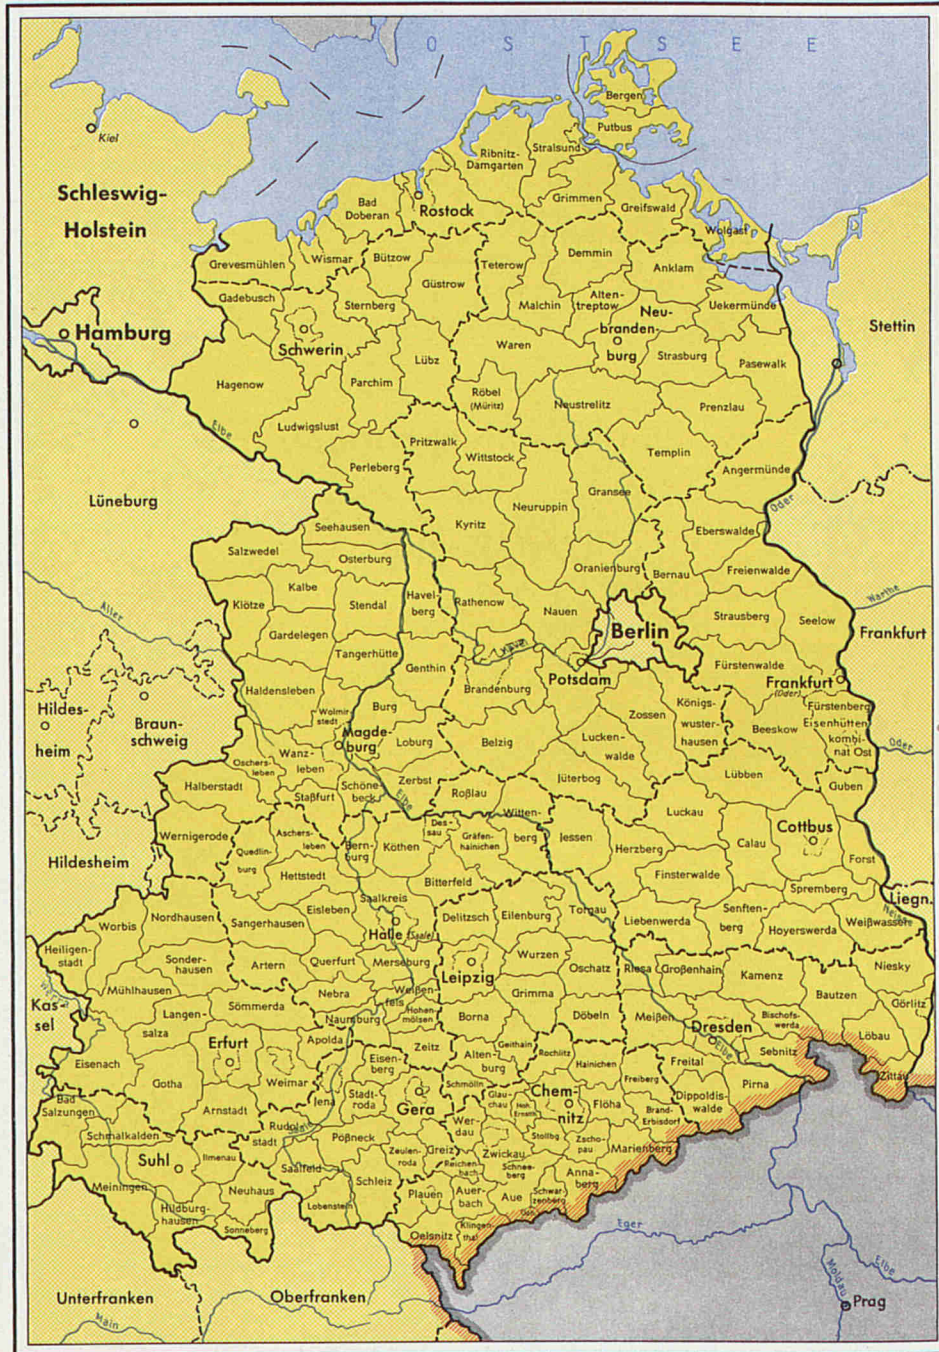 OSTSEE
Kiel
Bergen
Putbus
Stralsund
Ribnitz-
Damgarten
Schleswig-
Holstein
Bad
Doberan
Rostock
Grimmen
Greifswald
Wolgast
Grevesmühlen
Wismar
Bützow
Güstrow
Teterow
Demmin
Anklam
Gadebusch
Sternberg
Malchin
Alten-
treptow
Neu-
branden-
burg
Uekermünde
Stettin
Hamburg
Schwerin
Lübz
Waren
Strasburg
Pasewalk
Hagenow
Parchim
Röbel
(Müritz)
Neustrelitz
Prenzlau
Ludwigslust
Elbe
Pritzwalk
Wittstock
Templin
Angermünde
Perleberg
Lüneburg
Kyritz
Neuruppin
Gransee
Oder
Seehausen
Salzwedel
Osterburg
Eberswalde
Kalbe
Klötze
Stendal
Havel-
berg
Rathenow
Nauen
Oranienburg
Bernau
Freienwalde
Warthe
Aller
Gardelegen
Tangerhütte
Berlin
Strausberg
Seelow
Frankfurt
Genthin
Havel
Potsdam
Brandenburg
Fürstenwalde
Frankfurt
(Oder)
Haldensleben
Wolmir
stedt
Burg
Hildes-
heim
Braun-
schweig
Magde-
burg
Loburg
Belzig
Lucken-
walde
Zossen
Königs-
wuster-
hausen
Beeskow
Fürstenberg
Eisenhütten
kombi-
nat Ost
Oder
Oschers-
leben
Wanz-
leben
Halberstadt
Staßfurt
Schöne-
beck
Elbe
Zerbst
Roßlau
Jüterbog
Lübben
Guben
Wernigerode
Quedlin-
burg
Aschers-
leben
Bern-
burg
Köthen
Des-
sau
Gräfen-
hainichen
Witten-
berg
Jessen
Herzberg
Luckau
Calau
Cottbus
Forst
Hildesheim
Hettstedt
Bitterfeld
Finsterwalde
Spremberg
Liegn.
Neiße
Worbis
Nordhausen
Sangerhausen
Eisleben
Saalkreis
Halle (Saale)
Delitzsch
Eilenburg
Torgau
Liebenwerda
Senften-
berg
Hoyerswerda
Weißwasser
Heiligen-
stadt
Sonder-
hausen
Artern
Querfurt
Merseburg
Leipzig
Wurzen
Oschatz
Riesa
Großenhain
Kamenz
Niesky
Mühlhausen
Kas-
sel
Langen-
salza
Sömmerda
Nebra
Weißen-
fels
Naumburg
Hohen-
mölsen
Borna
Grimma
Döbeln
Meißen
Dresden
Elbe
Bischofs-
werda
Bautzen
Görlitz
Löbau
Zittau
Eisenach
Gotha
Erfurt
Weimar
Apolda
Eisen-
berg
Zeitz
Alten-
burg
Geithain
Rochlitz
Hainichen
Freital
Sebnitz
Pirna
Bad
Salzungen
Arnstadt
Jena
Stadt-
roda
Gera
Schmölln
Glau-
chau
Hoh.
Ernstth.
Chem-
nitz
Flöha
Freiberg
Brand-
Erbisdorf
Dippoldis-
walde
Schmalkalden
Suhl
Ilmenau
Rudol-
stadt
Saale
Pößneck
Zeulen-
roda
Greiz
Wer-
dau
Zwickau
Stollbg
Zscho-
pau
Marienberg
Meiningen
Hildburg-
hausen
Neuhaus
Sonneberg
Saalfeld
Lobenstein
Schleiz
Reichen-
bach
Plauen
Auer-
bach
Schnee-
berg
Aue
Schwar-
zenberg
Anna-
berg
Oelsnitz
Klingen-
thal
Eger
Elbe
Moldau
Prag
Unterfranken
Oberfranken
Main